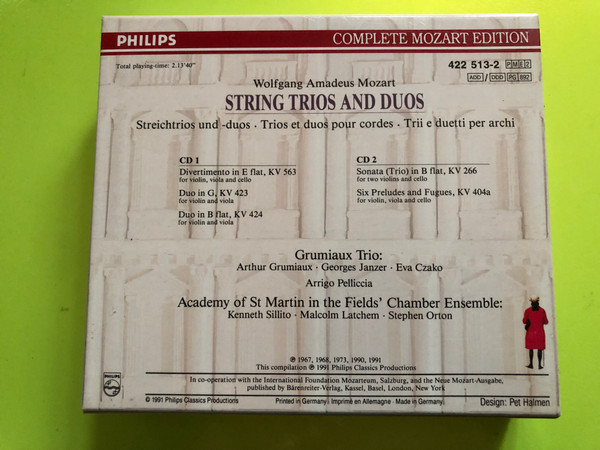 PHILIPS
COMPLETE MOZART EDITION
Total playing-time: 2.13'40"
422 513-2 PM E 2
ADD / DDD PG 892
Wolfgang Amadeus Mozart
STRING TRIOS AND DUOS
Streichtrios und -duos · Trios et duos pour cordes · Trii e duetti per archi
CD 1
Divertimento in E flat, KV 563
for violin, viola and cello
Duo in G, KV 423
for violin and viola
Duo in B flat, KV 424
for violin and viola
CD 2
Sonata (Trio) in B flat, KV 266
for two violins and cello
Six Preludes and Fugues, KV 404a
for violin, viola and cello
Grumiaux Trio:
Arthur Grumiaux · Georges Janzer · Eva Czako
Arrigo Pelliccia
Academy of St Martin in the Fields' Chamber Ensemble:
Kenneth Sillito · Malcolm Latchem · Stephen Orton
℗ 1967, 1968, 1973, 1990, 1991
This compilation ℗ 1991 Philips Classics Productions
PHILIPS
In co-operation with the International Foundation Mozarteum, Salzburg, and the Neue Mozart-Ausgabe,
published by Bärenreiter-Verlag, Kassel, Basel, London, New York
© 1991 Philips Classics Productions
Printed in Germany · Imprimé en Allemagne · Made in Germany
Design: Pet Halmen